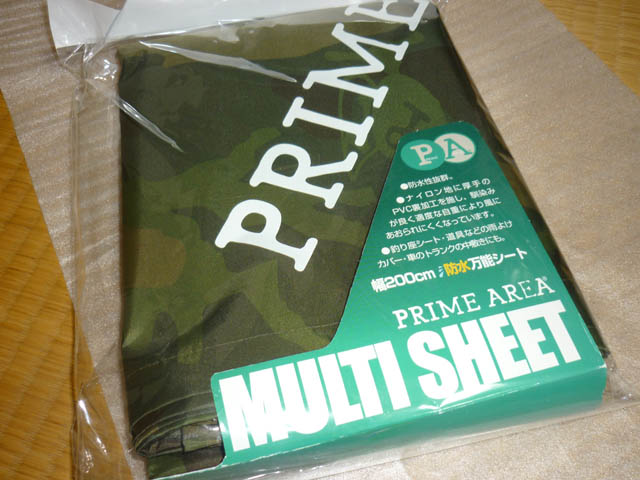 PRIME
PA
●防水性抜群。
●ナイロン地に厚手の
PVC裏加工を施し、馴染み
が良く適度な自重により風に
あおられにくくなっています。
●釣り座シート・道具などの雨よけ
カバー・車のトランクの中敷きにも。
幅200cm 防水万能シート
PRIME AREA®
MULTI SHEET